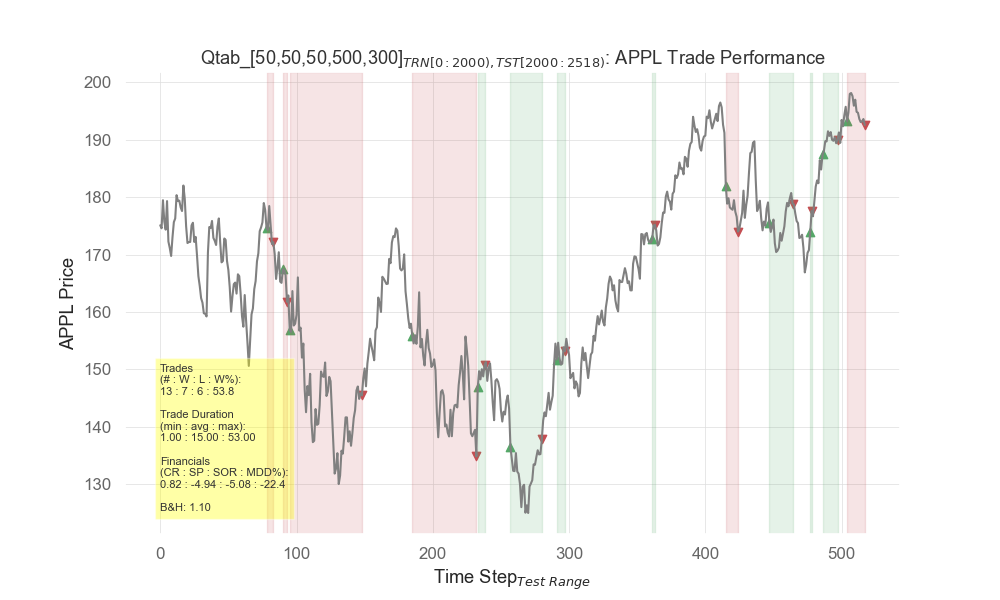 Qtab_[50,50,50,500,300]TRN[0:2000),TST[2000:2518): APPL Trade Performance
200
190
180
170
160
150
140
130
APPL Price
Trades
(# : W : L : W%):
13 : 7 : 6 : 53.8
Trade Duration
(min : avg : max):
1.00 : 15.00 : 53.00
Financials
(CR : SP : SOR : MDD%):
0.82 : -4.94 : -5.08 : -22.4
B&H: 1.10
0 100 200 300 400 500
Time StepTest Range